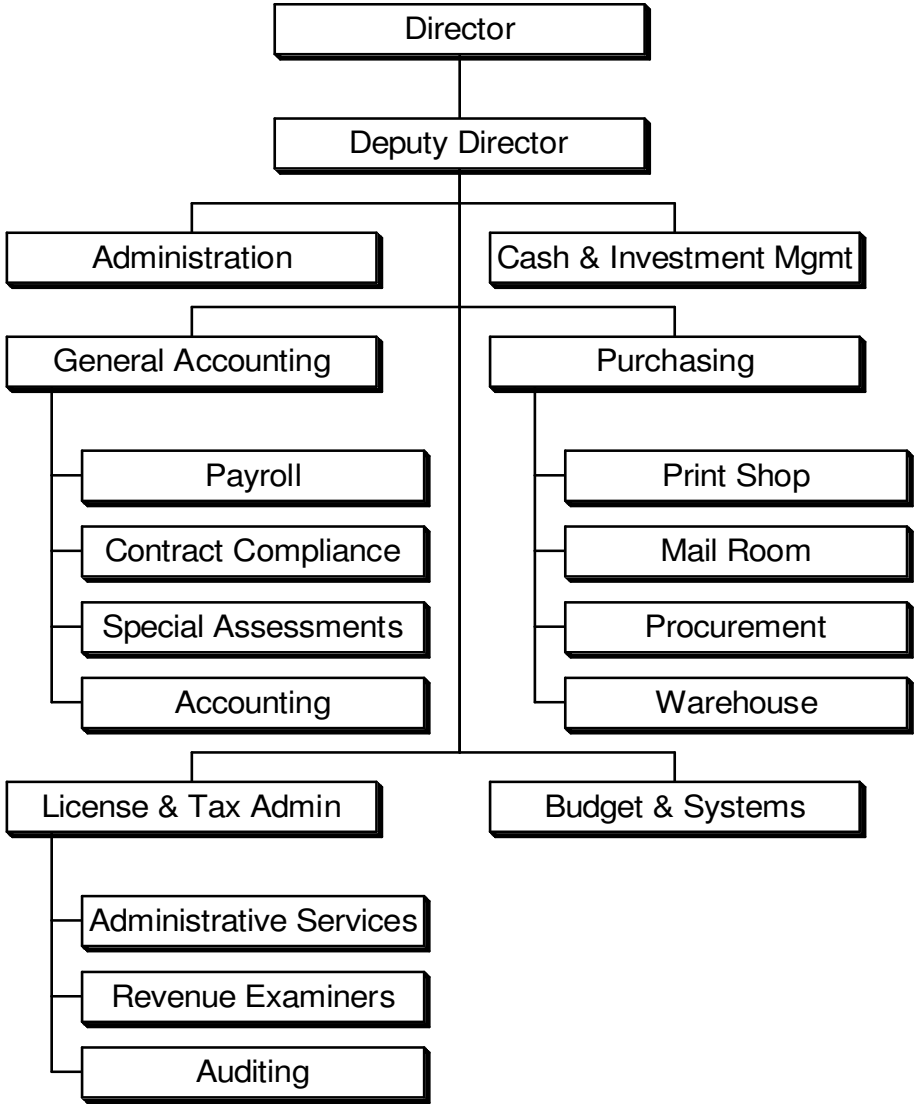 Director
Deputy Director
Administration
Cash & Investment Mgmt
General Accounting
Purchasing
Payroll
Contract Compliance
Special Assessments
Accounting
Print Shop
Mail Room
Procurement
Warehouse
License & Tax Admin
Budget & Systems
Administrative Services
Revenue Examiners
Auditing